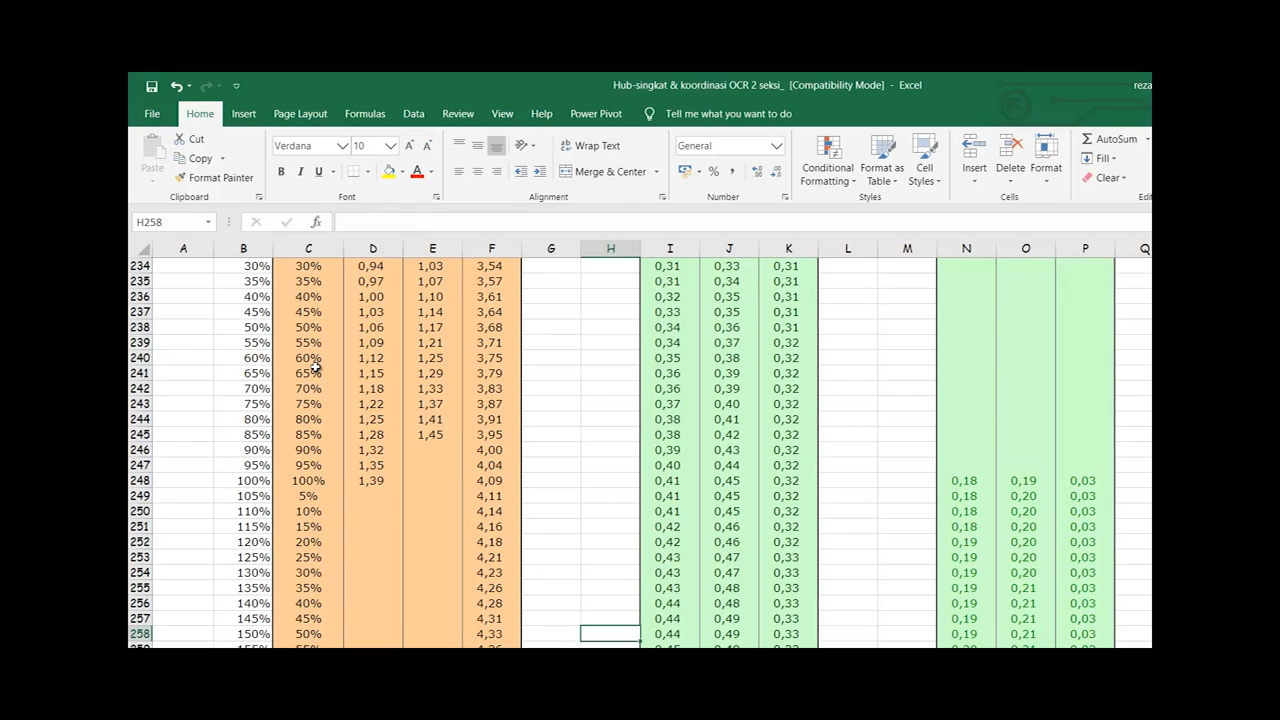 Hub-singkat & koordinasi OCR 2 seksi_ [Compatibility Mode] - Excel
reza
File Home Insert Page Layout Formulas Data Review View Help Power Pivot Tell me what you want to do
Cut AutoSum
Verdana 10 Wrap Text General
Copy Fill
Paste Conditional Format as Cell Insert Delete Format
Format Painter B I U A Merge & Center % Formatting Table Styles Clear
Clipboard Font Alignment Number Styles Cells
H258 fx
A B C D E F G H I J K L M N O P Q
234 30% 30% 0,94 1,03 3,54 0,31 0,33 0,31
235 35% 35% 0,97 1,07 3,57 0,31 0,34 0,31
236 40% 40% 1,00 1,10 3,61 0,32 0,35 0,31
237 45% 45% 1,03 1,14 3,64 0,33 0,35 0,31
238 50% 50% 1,06 1,17 3,68 0,34 0,36 0,31
239 55% 55% 1,09 1,21 3,71 0,34 0,37 0,32
240 60% 60% 1,12 1,25 3,75 0,35 0,38 0,32
241 65% 65% 1,15 1,29 3,79 0,36 0,39 0,32
242 70% 70% 1,18 1,33 3,83 0,36 0,39 0,32
243 75% 75% 1,22 1,37 3,87 0,37 0,40 0,32
244 80% 80% 1,25 1,41 3,91 0,38 0,41 0,32
245 85% 85% 1,28 1,45 3,95 0,38 0,42 0,32
246 90% 90% 1,32 4,00 0,39 0,43 0,32
247 95% 95% 1,35 4,04 0,40 0,44 0,32
248 100% 100% 1,39 4,09 0,41 0,45 0,32 0,18 0,19 0,03
249 105% 5% 4,11 0,41 0,45 0,32 0,18 0,20 0,03
250 110% 10% 4,14 0,41 0,45 0,32 0,18 0,20 0,03
251 115% 15% 4,16 0,42 0,46 0,32 0,18 0,20 0,03
252 120% 20% 4,18 0,42 0,46 0,32 0,19 0,20 0,03
253 125% 25% 4,21 0,43 0,47 0,33 0,19 0,20 0,03
254 130% 30% 4,23 0,43 0,47 0,33 0,19 0,20 0,03
255 135% 35% 4,26 0,43 0,48 0,33 0,19 0,21 0,03
256 140% 40% 4,28 0,44 0,48 0,33 0,19 0,21 0,03
257 145% 45% 4,31 0,44 0,49 0,33 0,19 0,21 0,03
258 150% 50% 4,33 0,44 0,49 0,33 0,19 0,21 0,03